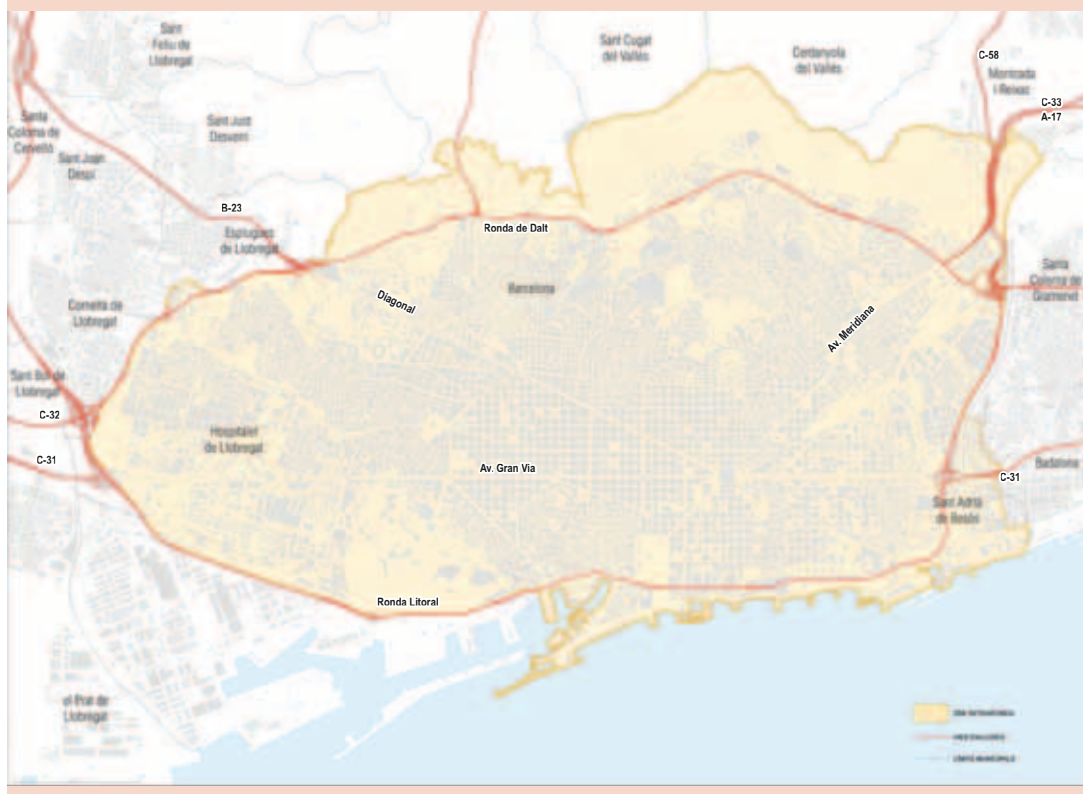 Sant
Feliu de
Llobregat
Sant Cugat
del Vallès
Cerdanyola
del Vallès
C-58
Montcada
i Reixac
C-33
A-17
Santa
Coloma de
Cervelló
Sant Just
Desvern
Sant Joan
Despí
B-23
Esplugues
de Llobregat
Ronda de Dalt
Santa
Coloma de
Gramenet
Barcelona
Diagonal
Cornellà de
Llobregat
Av. Meridiana
Sant Boi de
Llobregat
C-32
Hospitalet
de Llobregat
C-31
Av. Gran Via
Badalona
C-31
Sant Adrià
de Besòs
Ronda Litoral
el Prat de
Llobregat